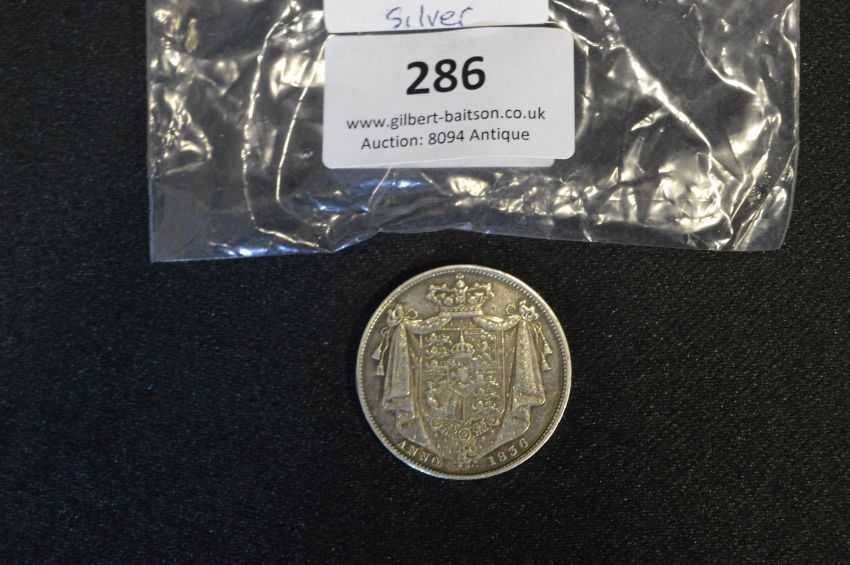 Silver
286
www.gilbert-baitson.co.uk
Auction: 8094 Antique
ANNO 1836